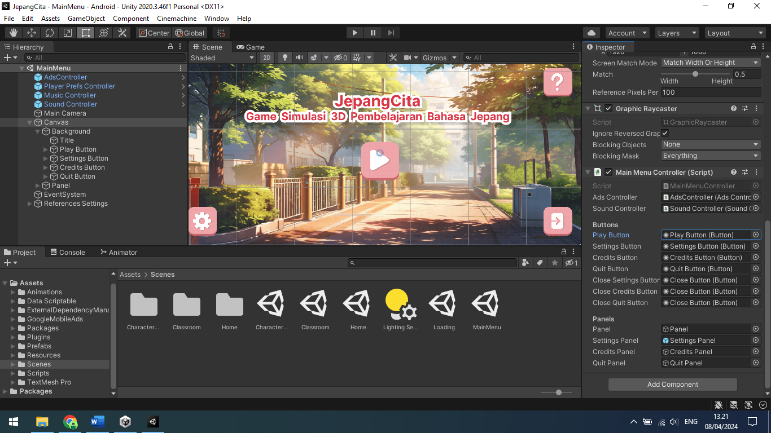 JepangCita - MainMenu - Android - Unity 2020.3.46f1 Personal <DX11>
File Edit Assets GameObject Component Cinemachine Window Help
Center Global Account Layers Layout
Hierarchy
All
MainMenu
AdsController
Player Prefs Controller
Music Controller
Sound Controller
Main Camera
Canvas
Background
Title
Play Button
Settings Button
Credits Button
Quit Button
Panel
EventSystem
References Settings
Scene Game
Shaded 2D 0 Gizmos All
JepangCita
Game Simulasi 3D Pembelajaran Bahasa Jepang
?
Inspector
Screen Match Mode Match Width Or Height
Match 0.5
Width Height
Reference Pixels Per 100
Graphic Raycaster
Script GraphicRaycaster
Ignore Reversed Grap
Blocking Objects None
Blocking Mask Everything
Main Menu Controller (Script)
Script MainMenuController
Ads Controller AdsController (Ads Contro
Sound Controller Sound Controller (Sound
Buttons
Play Button Play Button (Button)
Settings Button Settings Button (Button)
Credits Button Credits Button (Button)
Quit Button Quit Button (Button)
Close Settings Button Close Button (Button)
Close Credits Button Close Button (Button)
Close Quit Button Close Button (Button)
Panels
Panel Panel
Settings Panel Settings Panel
Credits Panel Credits Panel
Quit Panel Quit Panel
Add Component
Project Console Animator
1
Assets
Animations
Data Scriptable
ExternalDependencyMana
GoogleMobileAds
Packages
Plugins
Prefabs
Resources
Scenes
Scripts
TextMesh Pro
Packages
Assets > Scenes
Character... Classroom Home Character... Classroom Home Lighting Se... Loading MainMenu
ENG
13.21
08/04/2024